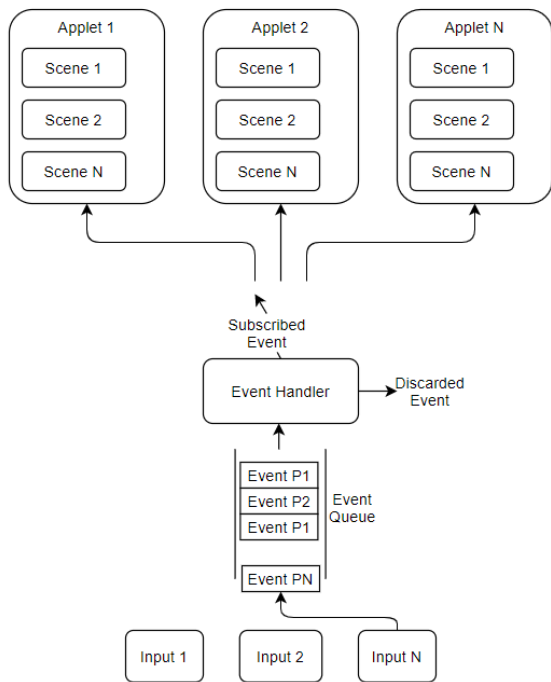 Applet 1
Applet 2
Applet N
Scene 1
Scene 1
Scene 1
Scene 2
Scene 2
Scene 2
Scene N
Scene N
Scene N
Subscribed
Event
Event Handler
Discarded
Event
Event P1
Event P2
Event P1
Event
Queue
Event PN
Input 1
Input 2
Input N